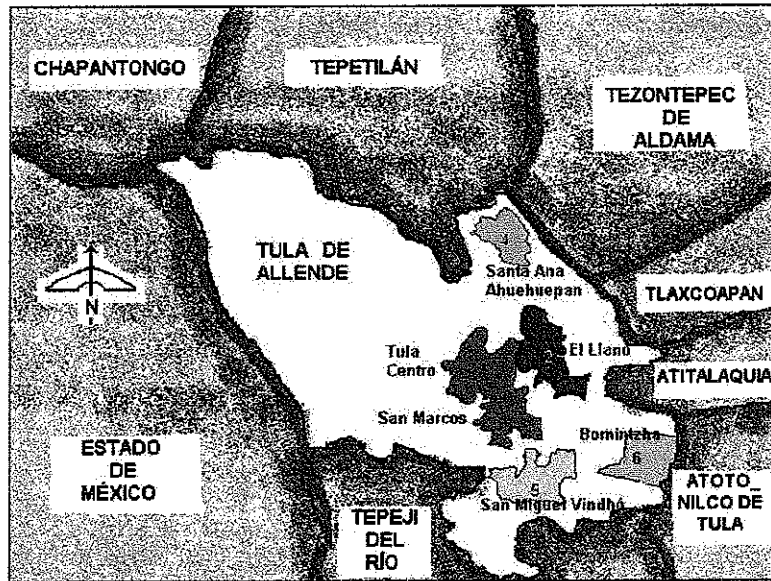 CHAPANTONGO
TEPETILÁN
TEZONTEPEC
DE
ALDAMA
TULA DE
ALLENDE
Santa Ana
Ahuehuepan
N
TLAXCOAPAN
Tula
Centro
El Llano
ATITALAQUIA
San Marcos
Bomintzha
6
ESTADO
DE
MÉXICO
5
San Miguel Vindhó
ATOTO_
NILCO DE
TULA
TEPEJI
DEL
RÍO